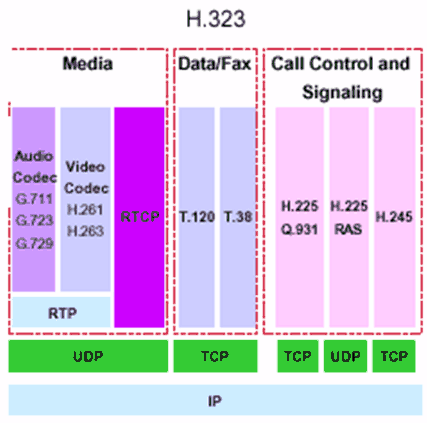 H.323
Media
Data/Fax
Call Control and
Signaling
Audio
Codec
G.711
G.723
G.729
Video
Codec
H.261
H.263
RTCP
RTP
T.120
T.38
H.225
Q.931
H.225
RAS
H.245
UDP
TCP
TCP
UDP
TCP
IP